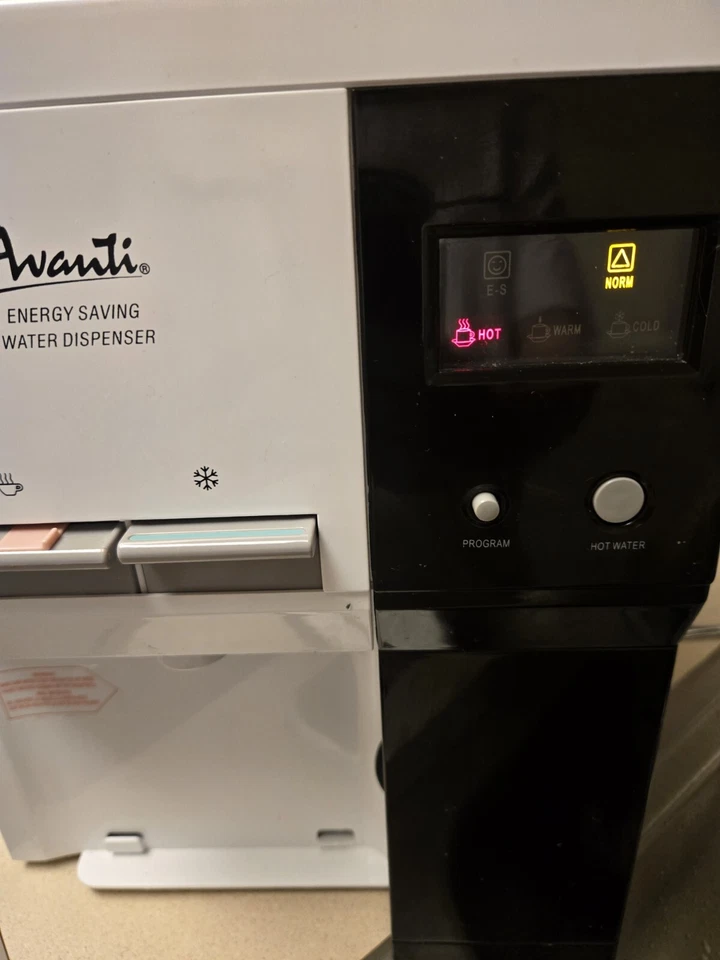 Avanti®
ENERGY SAVING
WATER DISPENSER
E-S
NORM
HOT
WARM
COLD
PROGRAM
HOT WATER